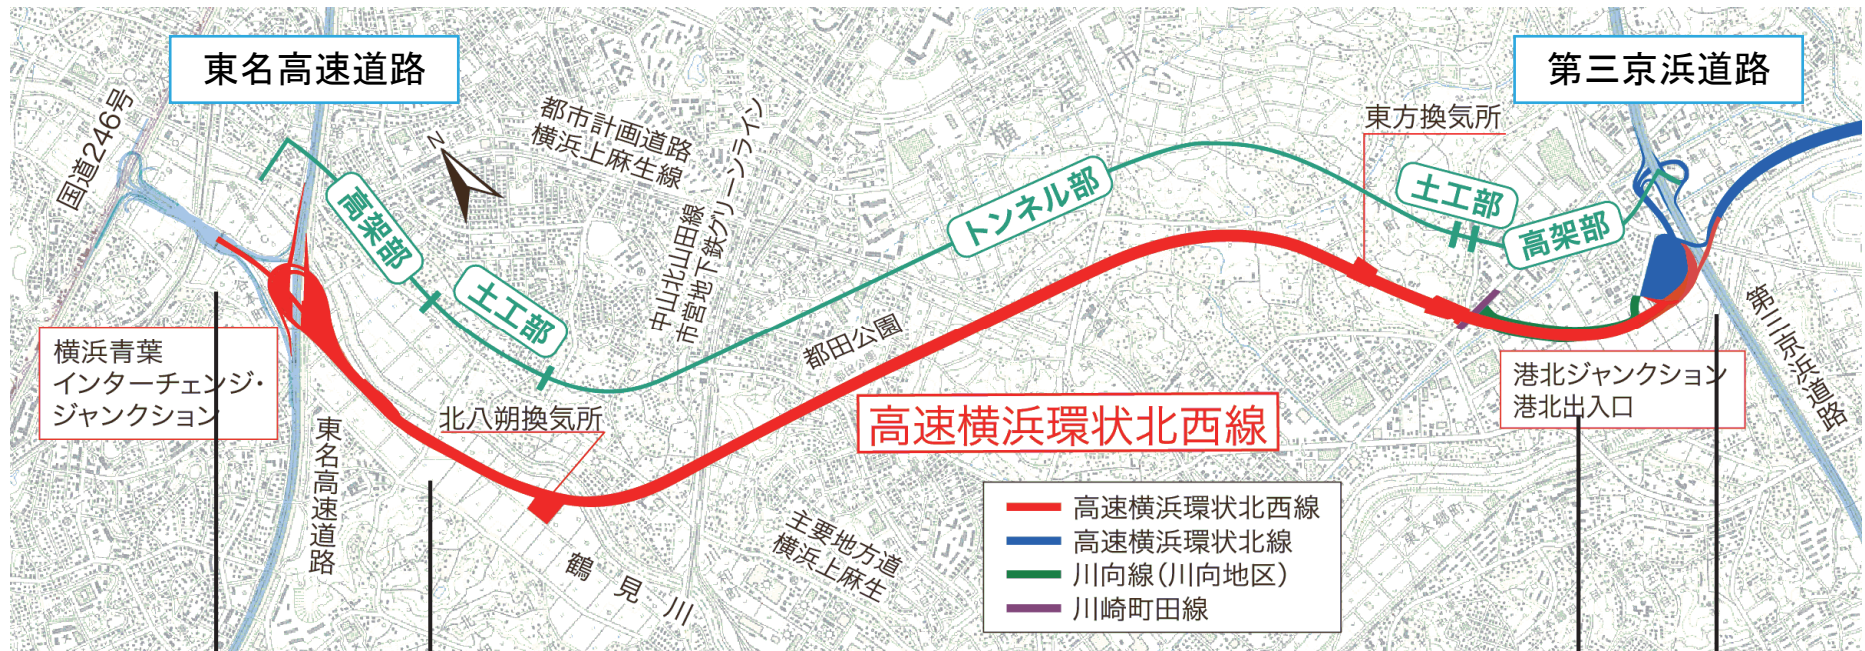 東名高速道路
第三京浜道路
国道246号
都市計画道路
横浜上麻生線
中山北山田線
市営地下鉄グリーンライン
横浜市
東方換気所
高架部
土工部
トンネル部
土工部
高架部
N
横浜青葉
インターチェンジ・
ジャンクション
東名高速道路
北八朔換気所
都田公園
高速横浜環状北西線
港北ジャンクション
港北出入口
第三京浜道路
鶴見川
主要地方道
横浜上麻生
高速横浜環状北西線
高速横浜環状北線
川向線(川向地区)
川崎町田線